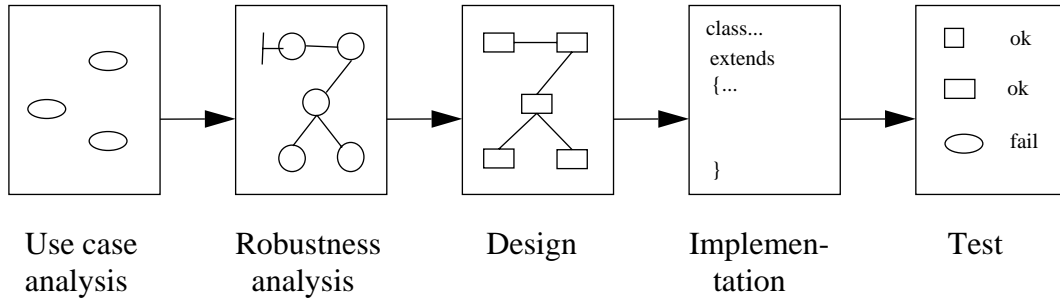 class...
extends
{...
}
ok
ok
fail
Use case
analysis
Robustness
analysis
Design
Implemen-
tation
Test